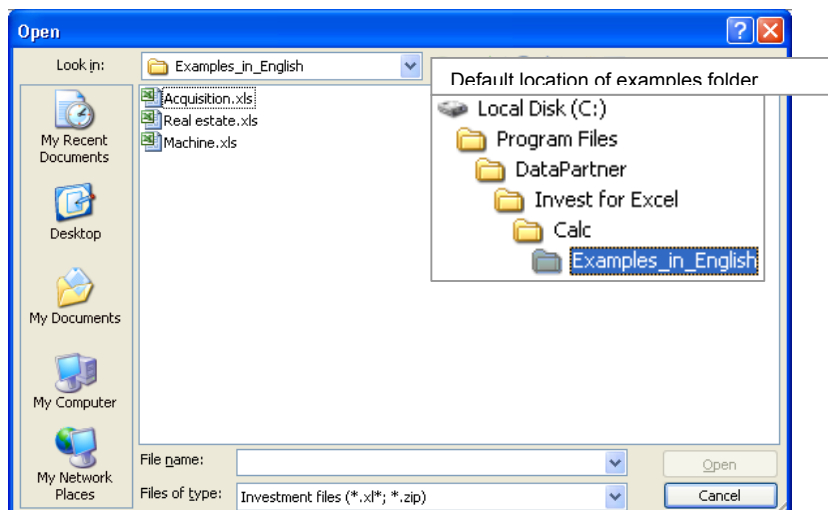 Open
Look in:
Examples_in_English
Default location of examples folder
Local Disk (C:)
Program Files
DataPartner
Invest for Excel
Calc
Examples_in_English
Acquisition.xls
Real estate.xls
Machine.xls
My Recent
Documents
Desktop
My Documents
My Computer
My Network
Places
File name:
Open
Files of type:
Investment files (*.xl*; *.zip)
Cancel